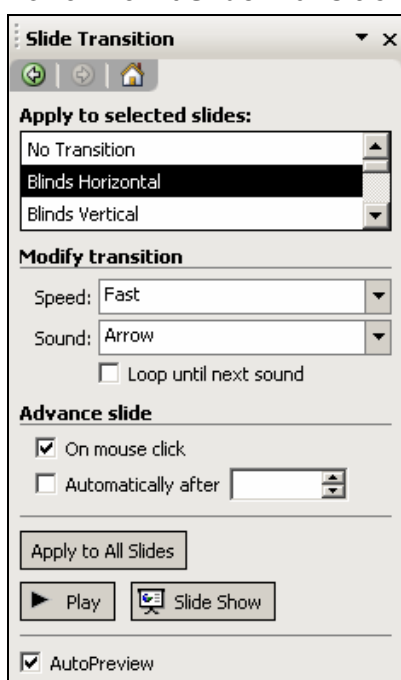 Slide Transition
Apply to selected slides:
No Transition
Blinds Horizontal
Blinds Vertical
Modify transition
Speed: Fast
Sound: Arrow
Loop until next sound
Advance slide
On mouse click
Automatically after
Apply to All Slides
Play Slide Show
AutoPreview